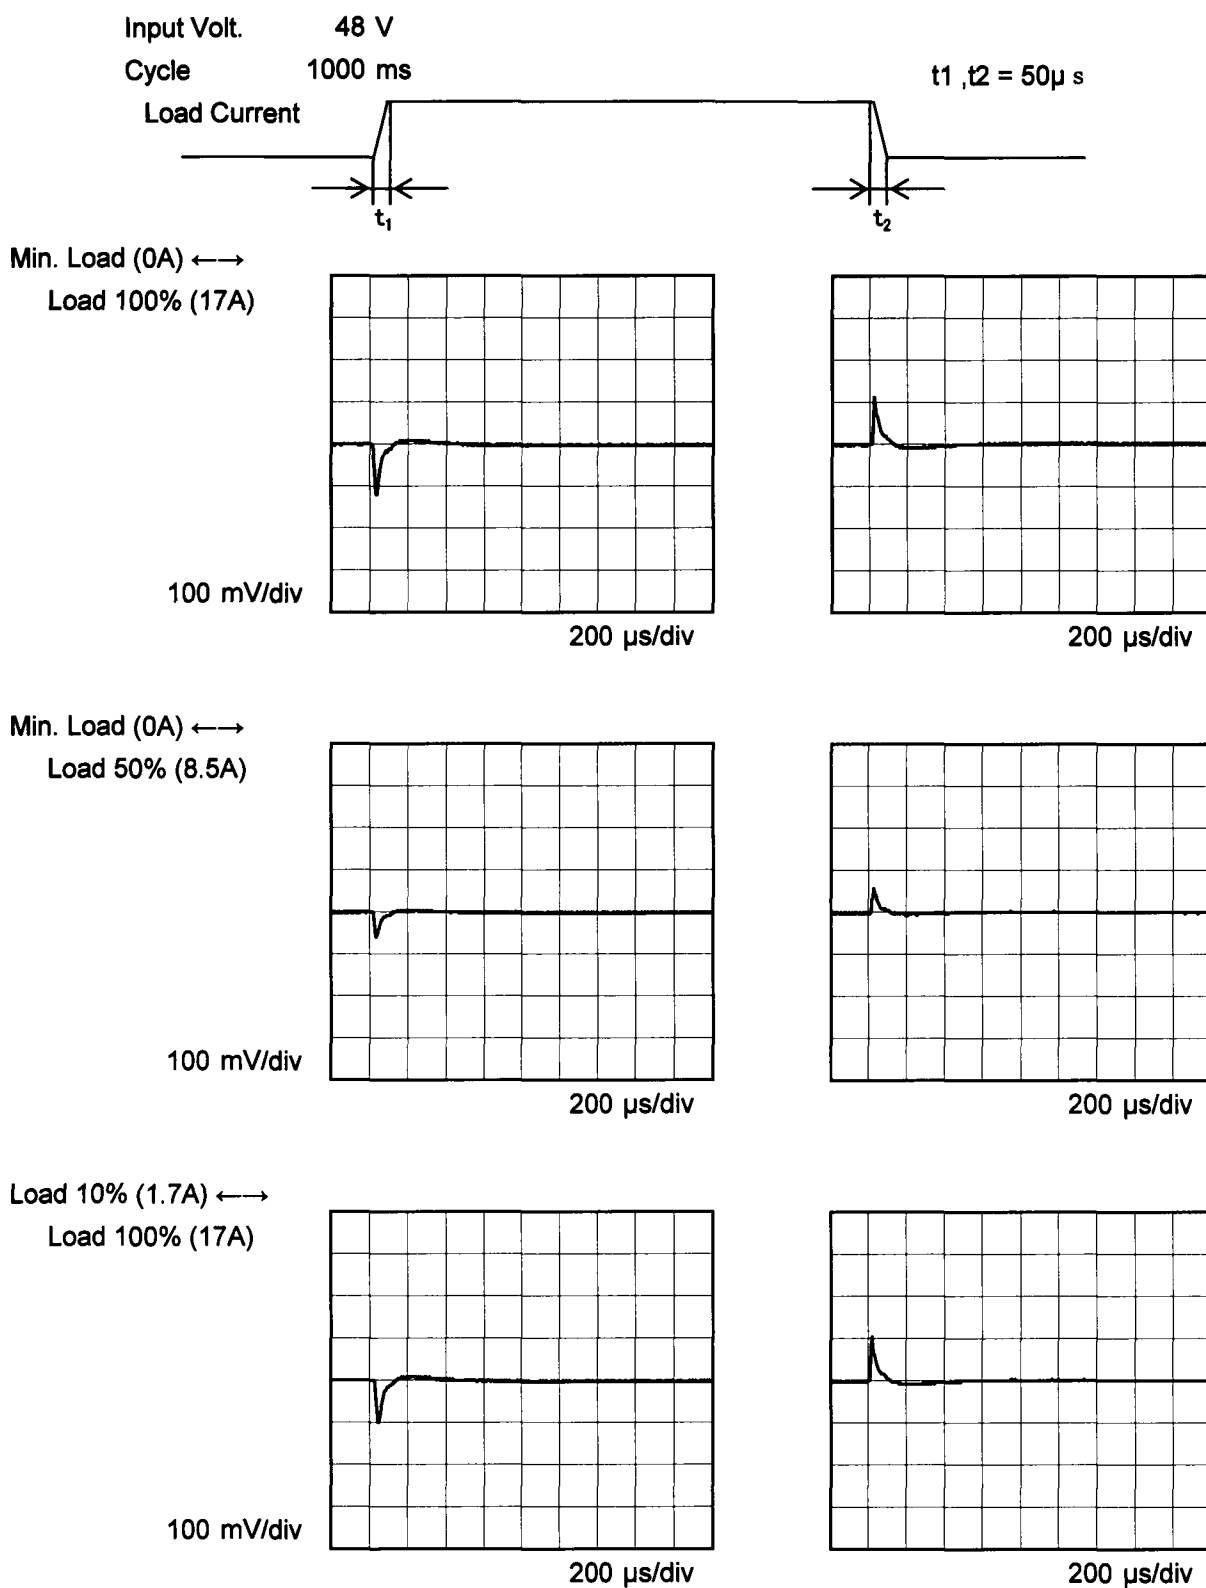 Input Volt. 48 V
Cycle 1000 ms
t1 ,t2 = 50μ s
Load Current
t₁ t₂
Min. Load (0A) ←→
Load 100% (17A)
100 mV/div
200 μs/div 200 μs/div
Min. Load (0A) ←→
Load 50% (8.5A)
100 mV/div
200 μs/div 200 μs/div
Load 10% (1.7A) ←→
Load 100% (17A)
100 mV/div
200 μs/div 200 μs/div